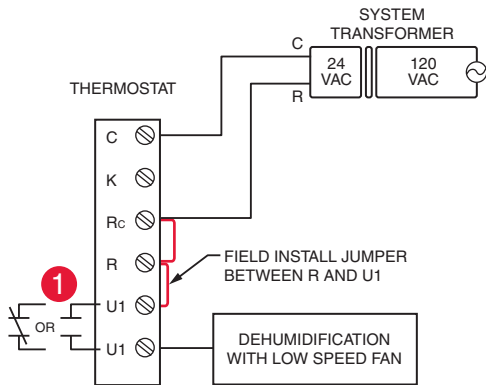 SYSTEM
TRANSFORMER
C
24
VAC
120
VAC
R
THERMOSTAT
C
K
Rc
R
FIELD INSTALL JUMPER
BETWEEN R AND U1
1
U1
OR
U1
DEHUMIDIFICATION
WITH LOW SPEED FAN